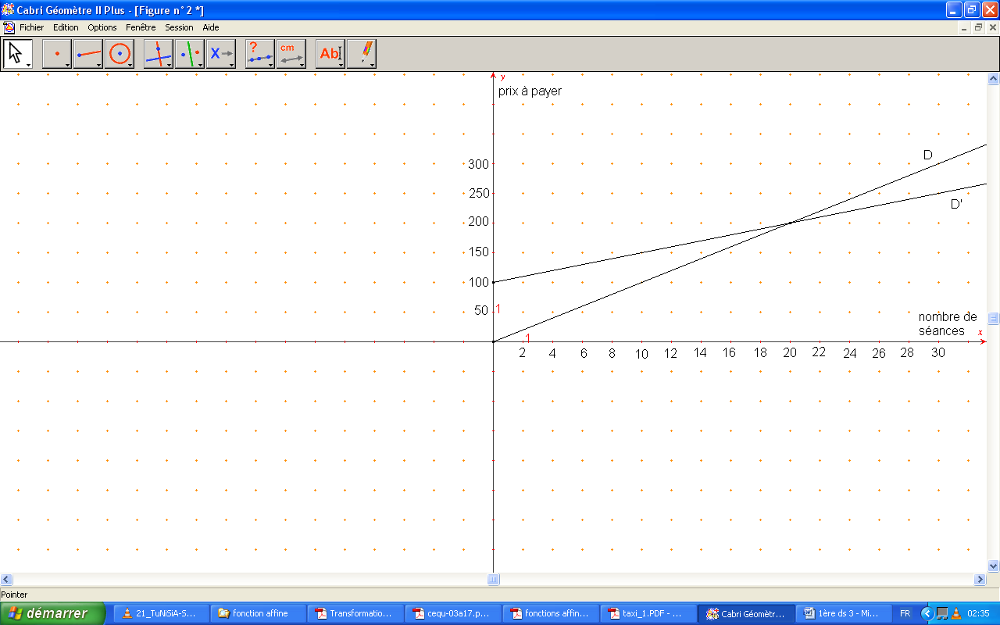 Cabri Géomètre II Plus - [Figure n°2 *]
Fichier Edition Options Fenêtre Session Aide
? cm
X Ab
y
prix à payer
300
250
200
150
100
50
1
D
D'
nombre de
séances
x
1
2 4 6 8 10 12 14 16 18 20 22 24 26 28 30
Pointer
démarrer 21_TuNiSiA-S... fonction affine Transformatio... cequ-03a17.p... fonctions affin... taxi_1.PDF - ... Cabri Géomètr... 1ère ds 3 - Mi... FR 02:35